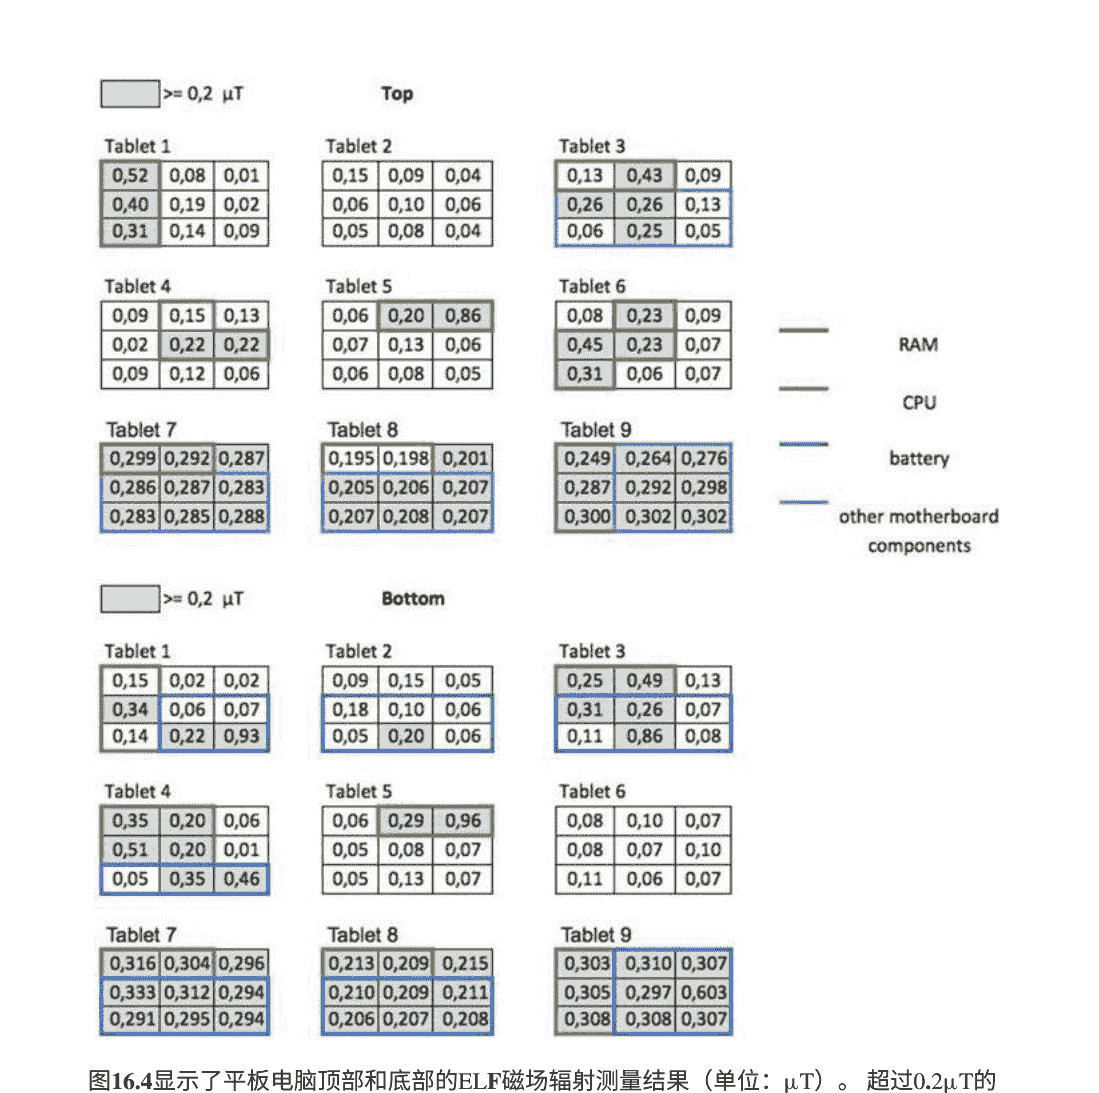 >= 0,2 μT Top
Tablet 1 Tablet 2 Tablet 3
0,52 0,08 0,01 0,15 0,09 0,04 0,13 0,43 0,09
0,40 0,19 0,02 0,06 0,10 0,06 0,26 0,26 0,13
0,31 0,14 0,09 0,05 0,08 0,04 0,06 0,25 0,05
Tablet 4 Tablet 5 Tablet 6
0,09 0,15 0,13 0,06 0,20 0,86 0,08 0,23 0,09
0,02 0,22 0,22 0,07 0,13 0,06 0,45 0,23 0,07 RAM
0,09 0,12 0,06 0,06 0,08 0,05 0,31 0,06 0,07
CPU
Tablet 7 Tablet 8 Tablet 9
0,299 0,292 0,287 0,195 0,198 0,201 0,249 0,264 0,276 battery
0,286 0,287 0,283 0,205 0,206 0,207 0,287 0,292 0,298
0,283 0,285 0,288 0,207 0,208 0,207 0,300 0,302 0,302 other motherboard
components
>= 0,2 μT Bottom
Tablet 1 Tablet 2 Tablet 3
0,15 0,02 0,02 0,09 0,15 0,05 0,25 0,49 0,13
0,34 0,06 0,07 0,18 0,10 0,06 0,31 0,26 0,07
0,14 0,22 0,93 0,05 0,20 0,06 0,11 0,86 0,08
Tablet 4 Tablet 5 Tablet 6
0,35 0,20 0,06 0,06 0,29 0,96 0,08 0,10 0,07
0,51 0,20 0,01 0,05 0,08 0,07 0,08 0,07 0,10
0,05 0,35 0,46 0,05 0,13 0,07 0,11 0,06 0,07
Tablet 7 Tablet 8 Tablet 9
0,316 0,304 0,296 0,213 0,209 0,215 0,303 0,310 0,307
0,333 0,312 0,294 0,210 0,209 0,211 0,305 0,297 0,603
0,291 0,295 0,294 0,206 0,207 0,208 0,308 0,308 0,307
图16.4显示了平板电脑顶部和底部的ELF磁场辐射测量结果（单位：μT）。 超过0.2μT的